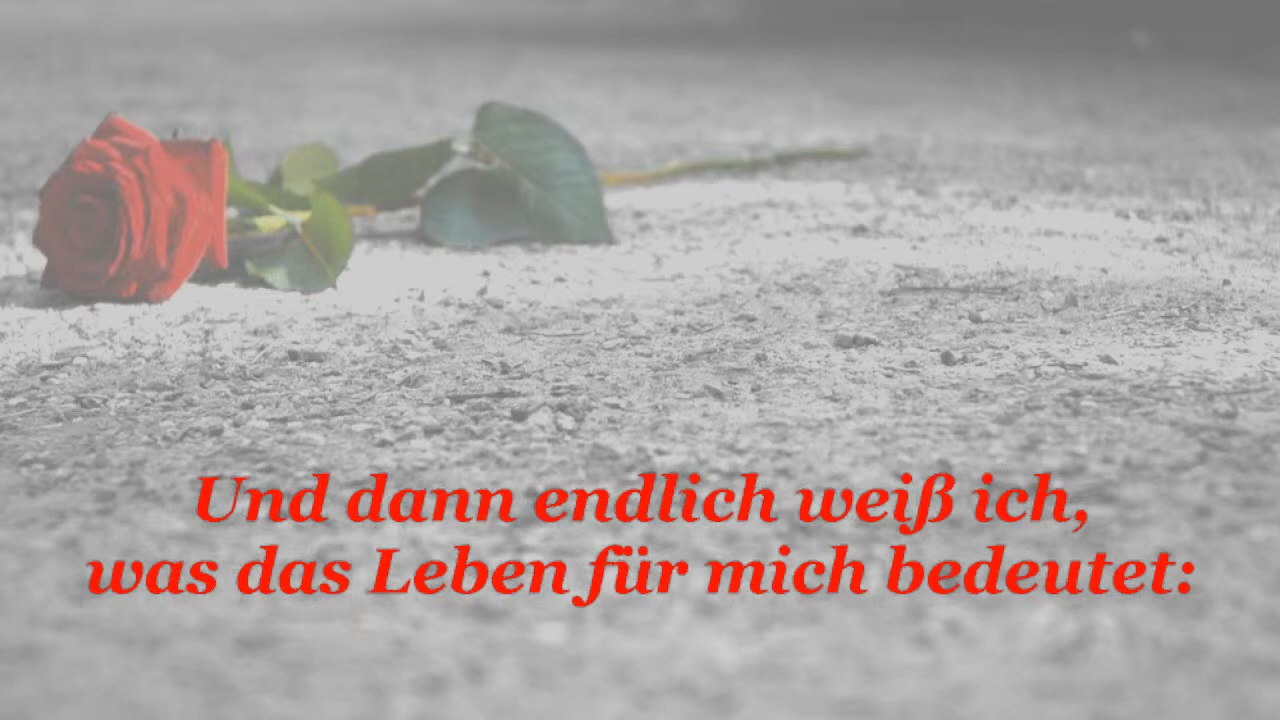 Und dann endlich weiß ich,
was das Leben für mich bedeutet: